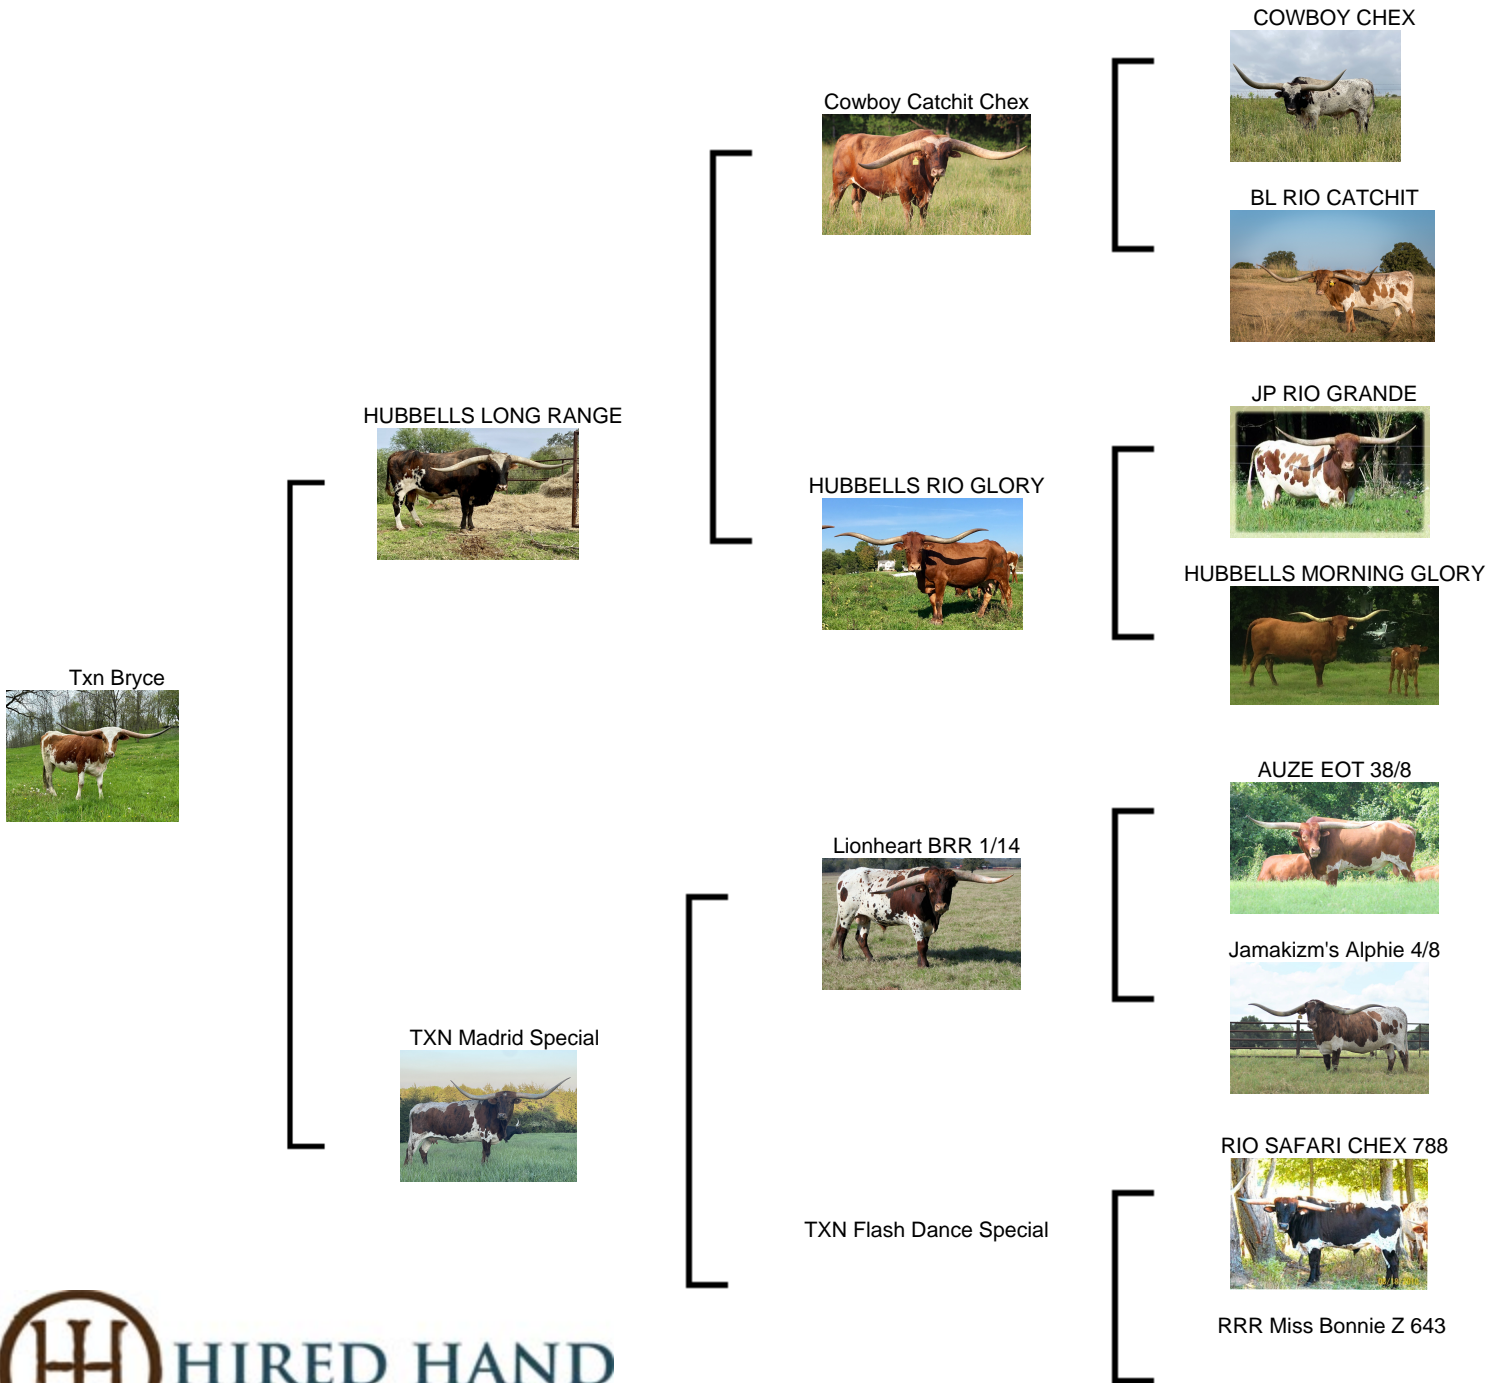 COWBOY CHEX
Cowboy Catchit Chex
BL RIO CATCHIT
JP RIO GRANDE
HUBBELLS LONG RANGE
HUBBELLS RIO GLORY
HUBBELLS MORNING GLORY
Txn Bryce
AUZE EOT 38/8
Lionheart BRR 1/14
Jamakizm's Alphie 4/8
TXN Madrid Special
RIO SAFARI CHEX 788
TXN Flash Dance Special
RRR Miss Bonnie Z 643
HIRED HAND